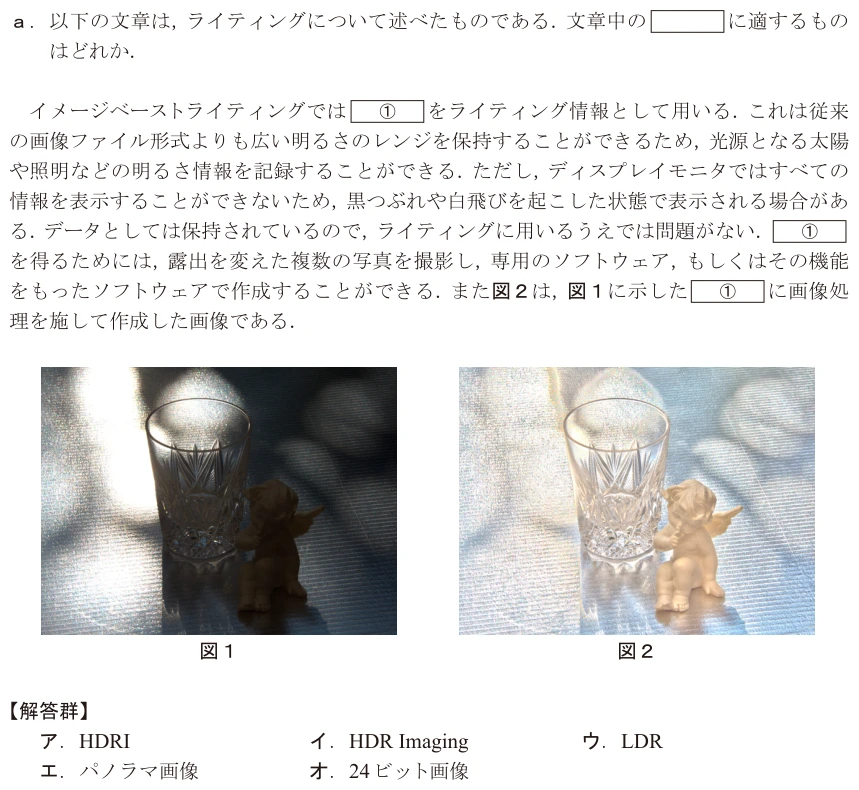 a．以下の文章は，ライティングについて述べたものである．文章中の　　　に適するもの
はどれか．
イメージベーストライティングでは ① をライティング情報として用いる．これは従来
の画像ファイル形式よりも広い明るさのレンジを保持することができるため，光源となる太陽
や照明などの明るさ情報を記録することができる．ただし，ディスプレイモニタではすべての
情報を表示することができないため，黒つぶれや白飛びを起こした状態で表示される場合があ
る．データとしては保持されているので，ライティングに用いるうえでは問題がない． ①
を得るためには，露出を変えた複数の写真を撮影し，専用のソフトウェア，もしくはその機能
をもったソフトウェアで作成することができる．また図2は，図1に示した ① に画像処
理を施して作成した画像である．
図1
図2
【解答群】
ア．HDRI　イ．HDR Imaging　ウ．LDR
エ．パノラマ画像　オ．24ビット画像